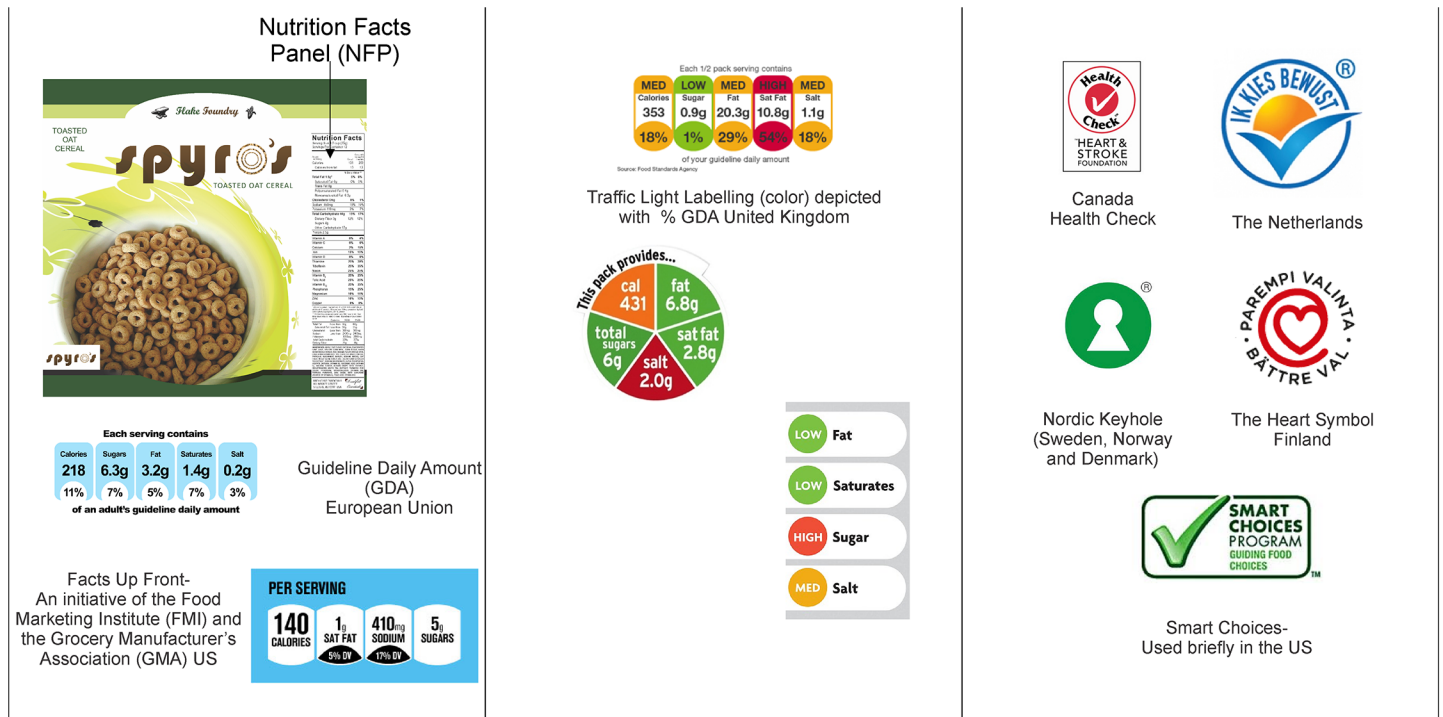 Nutrition Facts
Panel (NFP)
Flake Foundry
TOASTED
OAT
CEREAL
spyro's
TOASTED OAT CEREAL
Nutrition Facts
spyro's
Each serving contains
Calories Sugars Fat Saturates Salt
218 6.3g 3.2g 1.4g 0.2g
11% 7% 5% 7% 3%
of an adult's guideline daily amount
Guideline Daily Amount
(GDA)
European Union
Facts Up Front-
An initiative of the Food
Marketing Institute (FMI) and
the Grocery Manufacturer's
Association (GMA) US
PER SERVING
140 1g 410mg 5g
CALORIES SAT FAT SODIUM SUGARS
5% DV 17% DV
Each 1/2 pack serving contains
MED LOW MED HIGH MED
Calories Sugar Fat Sat Fat Salt
353 0.9g 20.3g 10.8g 1.1g
18% 1% 29% 54% 18%
of your guideline daily amount
Source: Food Standards Agency
Traffic Light Labelling (color) depicted
with % GDA United Kingdom
This pack provides...
cal
431
fat
6.8g
sat fat
2.8g
salt
2.0g
total
sugars
6g
LOW Fat
LOW Saturates
HIGH Sugar
MED Salt
Health
Check™
™HEART &
STROKE
FOUNDATION
Canada
Health Check
IK KIES BEWUST
®
The Netherlands
®
Nordic Keyhole
(Sweden, Norway
and Denmark)
PAREMPI VALINTA
BÄTTRE VAL
The Heart Symbol
Finland
SMART
CHOICES
PROGRAM
GUIDING FOOD
CHOICES
™
Smart Choices-
Used briefly in the US